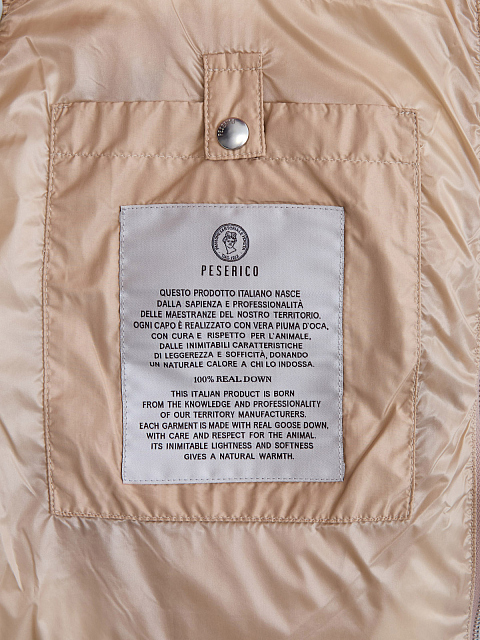 PESERICO
QUESTO PRODOTTO ITALIANO NASCE
DALLA SAPIENZA E PROFESSIONALITÀ
DELLE MAESTRANZE DEL NOSTRO TERRITORIO.
OGNI CAPO È REALIZZATO CON VERA PIUMA D'OCA,
CON CURA E RISPETTO PER L'ANIMALE,
DALLE INIMITABILI CARATTERISTICHE
DI LEGGEREZZA E SOFFICITÀ, DONANDO
UN NATURALE CALORE A CHI LO INDOSSA.
100% REAL DOWN
THIS ITALIAN PRODUCT IS BORN
FROM THE KNOWLEDGE AND PROFESSIONALITY
OF OUR TERRITORY MANUFACTURERS.
EACH GARMENT IS MADE WITH REAL GOOSE DOWN,
WITH CARE AND RESPECT FOR THE ANIMAL.
ITS INIMITABLE LIGHTNESS AND SOFTNESS
GIVES A NATURAL WARMTH.